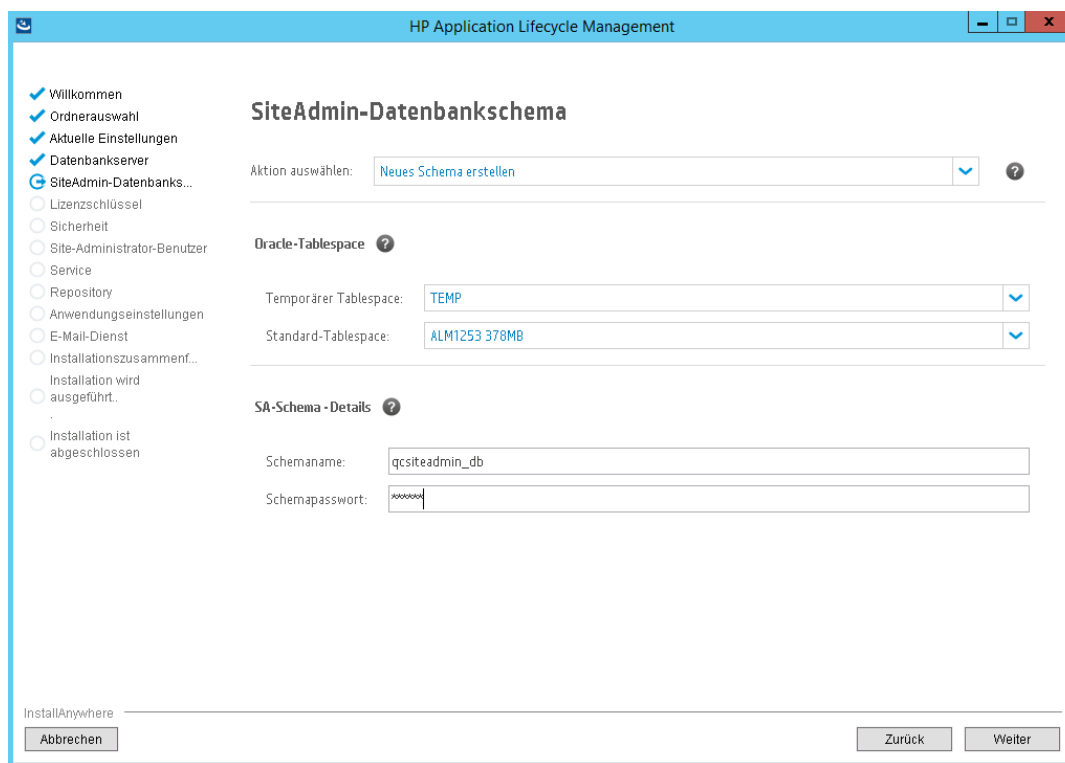 HP Application Lifecycle Management
Willkommen
Ordnerauswahl
Aktuelle Einstellungen
Datenbankserver
SiteAdmin-Datenbanks...
Lizenzschlüssel
Sicherheit
Site-Administrator-Benutzer
Service
Repository
Anwendungseinstellungen
E-Mail-Dienst
Installationszusammenf...
Installation wird
ausgeführt..
.
Installation ist
abgeschlossen
SiteAdmin-Datenbankschema
Aktion auswählen: Neues Schema erstellen ?
Oracle-Tablespace ?
Temporärer Tablespace: TEMP
Standard-Tablespace: ALM1253 378MB
SA-Schema - Details ?
Schemaname: qcsiteadmin_db
Schemapasswort: ******
InstallAnywhere
Abbrechen Zurück Weiter